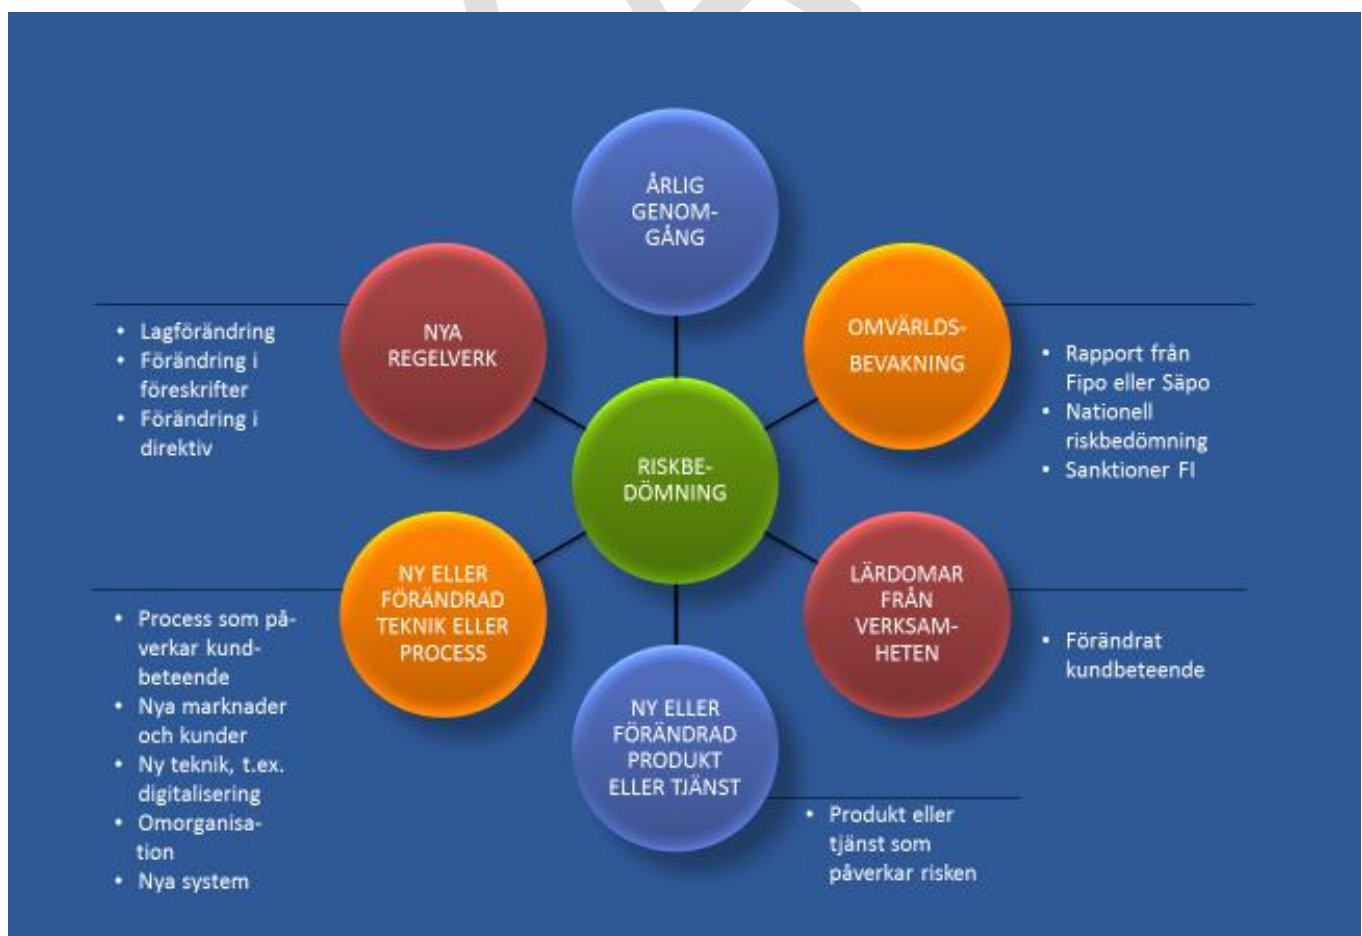 ÅRLIG
GENOM-
GÅNG
OMVÄRLDS-
BEVAKNING
• Rapport från
Fipo eller Säpo
• Nationell
riskbedömning
• Sanktioner FI
NYA
REGELVERK
• Lagförändring
• Förändring i
föreskrifter
• Förändring i
direktiv
RISKBE-
DÖMNING
LÄRDOMAR
FRÅN
VERKSAM-
HETEN
• Förändrat
kundbeteende
NY ELLER
FÖRÄNDRAD
TEKNIK ELLER
PROCESS
• Process som på-
verkar kund-
beteende
• Nya marknader
och kunder
• Ny teknik, t.ex.
digitalisering
• Omorganisa-
tion
• Nya system
NY ELLER
FÖRÄNDRAD
PRODUKT
ELLER TJÄNST
• Produkt eller
tjänst som
påverkar risken